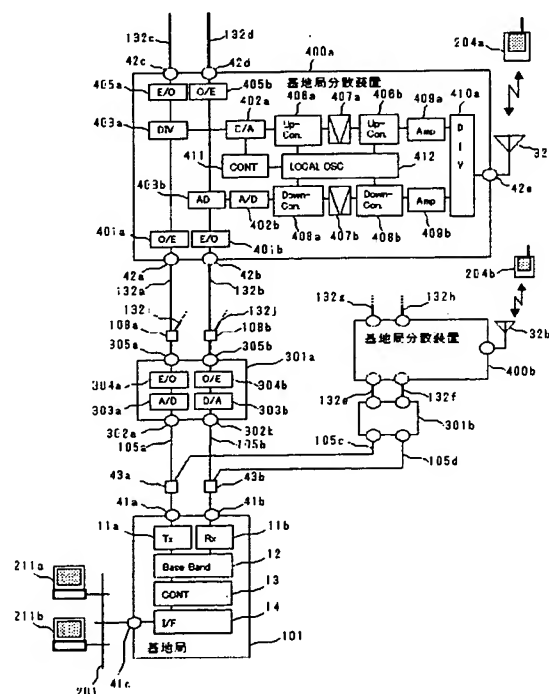 132c 132d
204a
42c 42d 400a
405a E/O O/E 405b 基地局分散装置
402a 408a 407a 406b 409a 410a
403a DIV D/A Up-Con. Up-Con. Amp DIV 32
411 CONT LOCAL OSC 412
42e
403b AD A/D Down-Con. Down-Con. Amp
402b 408a 407b 408b 409b
401a O/E E/O 401b
204b
42a 42b
132a 132b
132i 132j 132g 132h
108a 108b 32b
305a 305b 基地局分散装置
301a
304a E/O O/E 304b 400b
303a A/D D/A 303b 132e 132f
302a 302b 301b
105a 105b
105c 105d
43a 43b
41a 41b
11a Tx Rx 11b
12
211a Base Band
13
CONT
14
211b I/F
101
基地局
41c
201